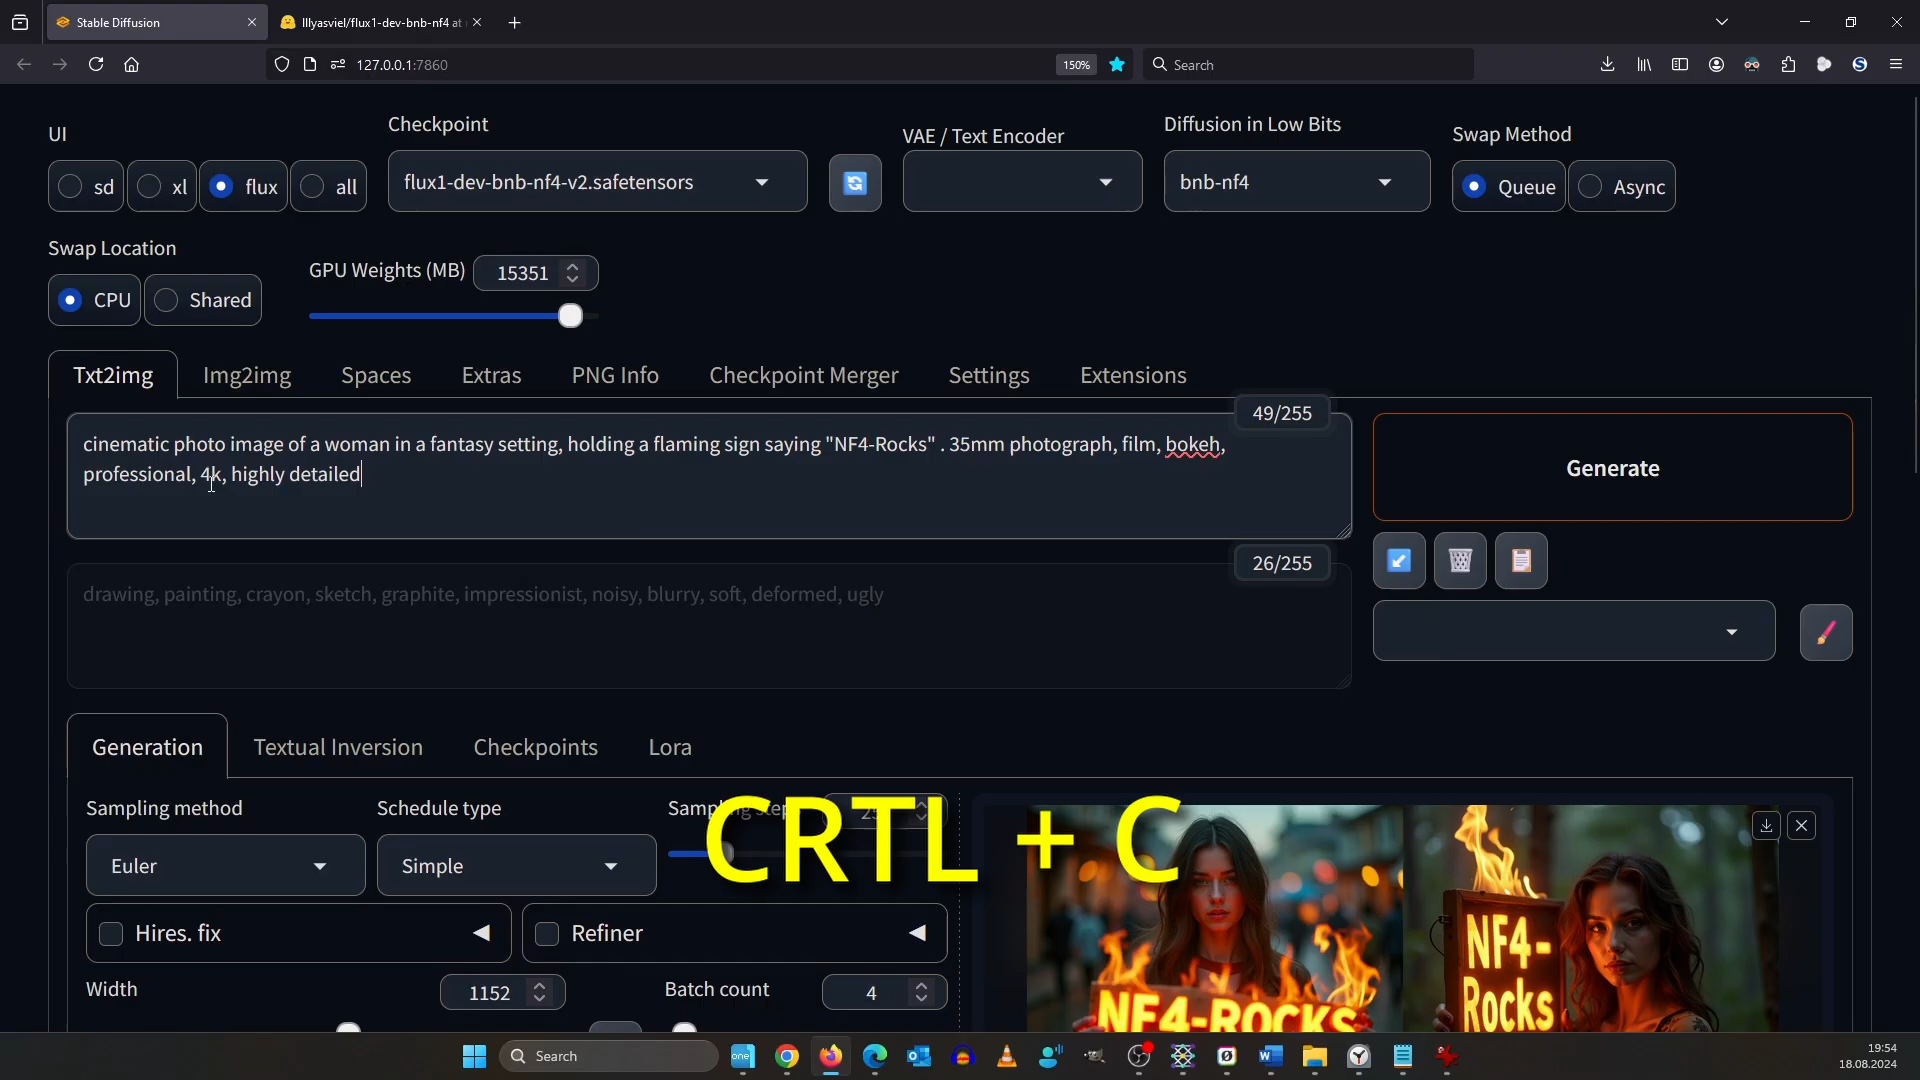 Stable Diffusion
lllyasviel/flux1-dev-bnb-nf4 at
127.0.0.1:7860
150%
Search
UI
sd
xl
flux
all
Checkpoint
flux1-dev-bnb-nf4-v2.safetensors
VAE / Text Encoder
Diffusion in Low Bits
bnb-nf4
Swap Method
Queue
Async
Swap Location
CPU
Shared
GPU Weights (MB)
15351
Txt2img
Img2img
Spaces
Extras
PNG Info
Checkpoint Merger
Settings
Extensions
49/255
cinematic photo image of a woman in a fantasy setting, holding a flaming sign saying "NF4-Rocks" . 35mm photograph, film, bokeh,
professional, 4k, highly detailed
Generate
26/255
drawing, painting, crayon, sketch, graphite, impressionist, noisy, blurry, soft, deformed, ugly
Generation
Textual Inversion
Checkpoints
Lora
Sampling method
Euler
Schedule type
Simple
CRTL + C
Hires. fix
Refiner
Width
1152
Batch count
4
NF4-ROCKS
NF4-
Rocks
Search
one
19:54
18.08.2024